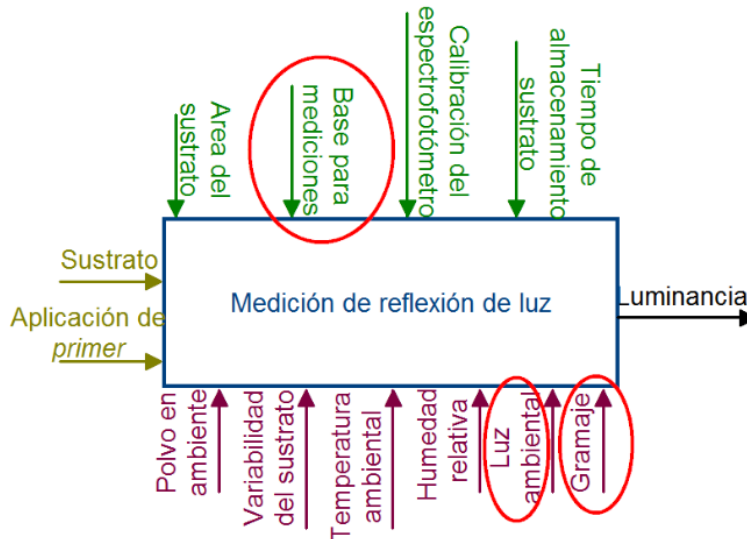 Area del
sustrato
Base para
mediciones
Calibración del
espectrofotómetro
Tiempo de
almacenamiento
sustrato
Sustrato
Aplicación de
primer
Medición de reflexión de luz
Luminancia
Polvo en
ambiente
Variabilidad
del sustrato
Temperatura
ambiental
Humedad
relativa
Luz
ambiental
Gramaje